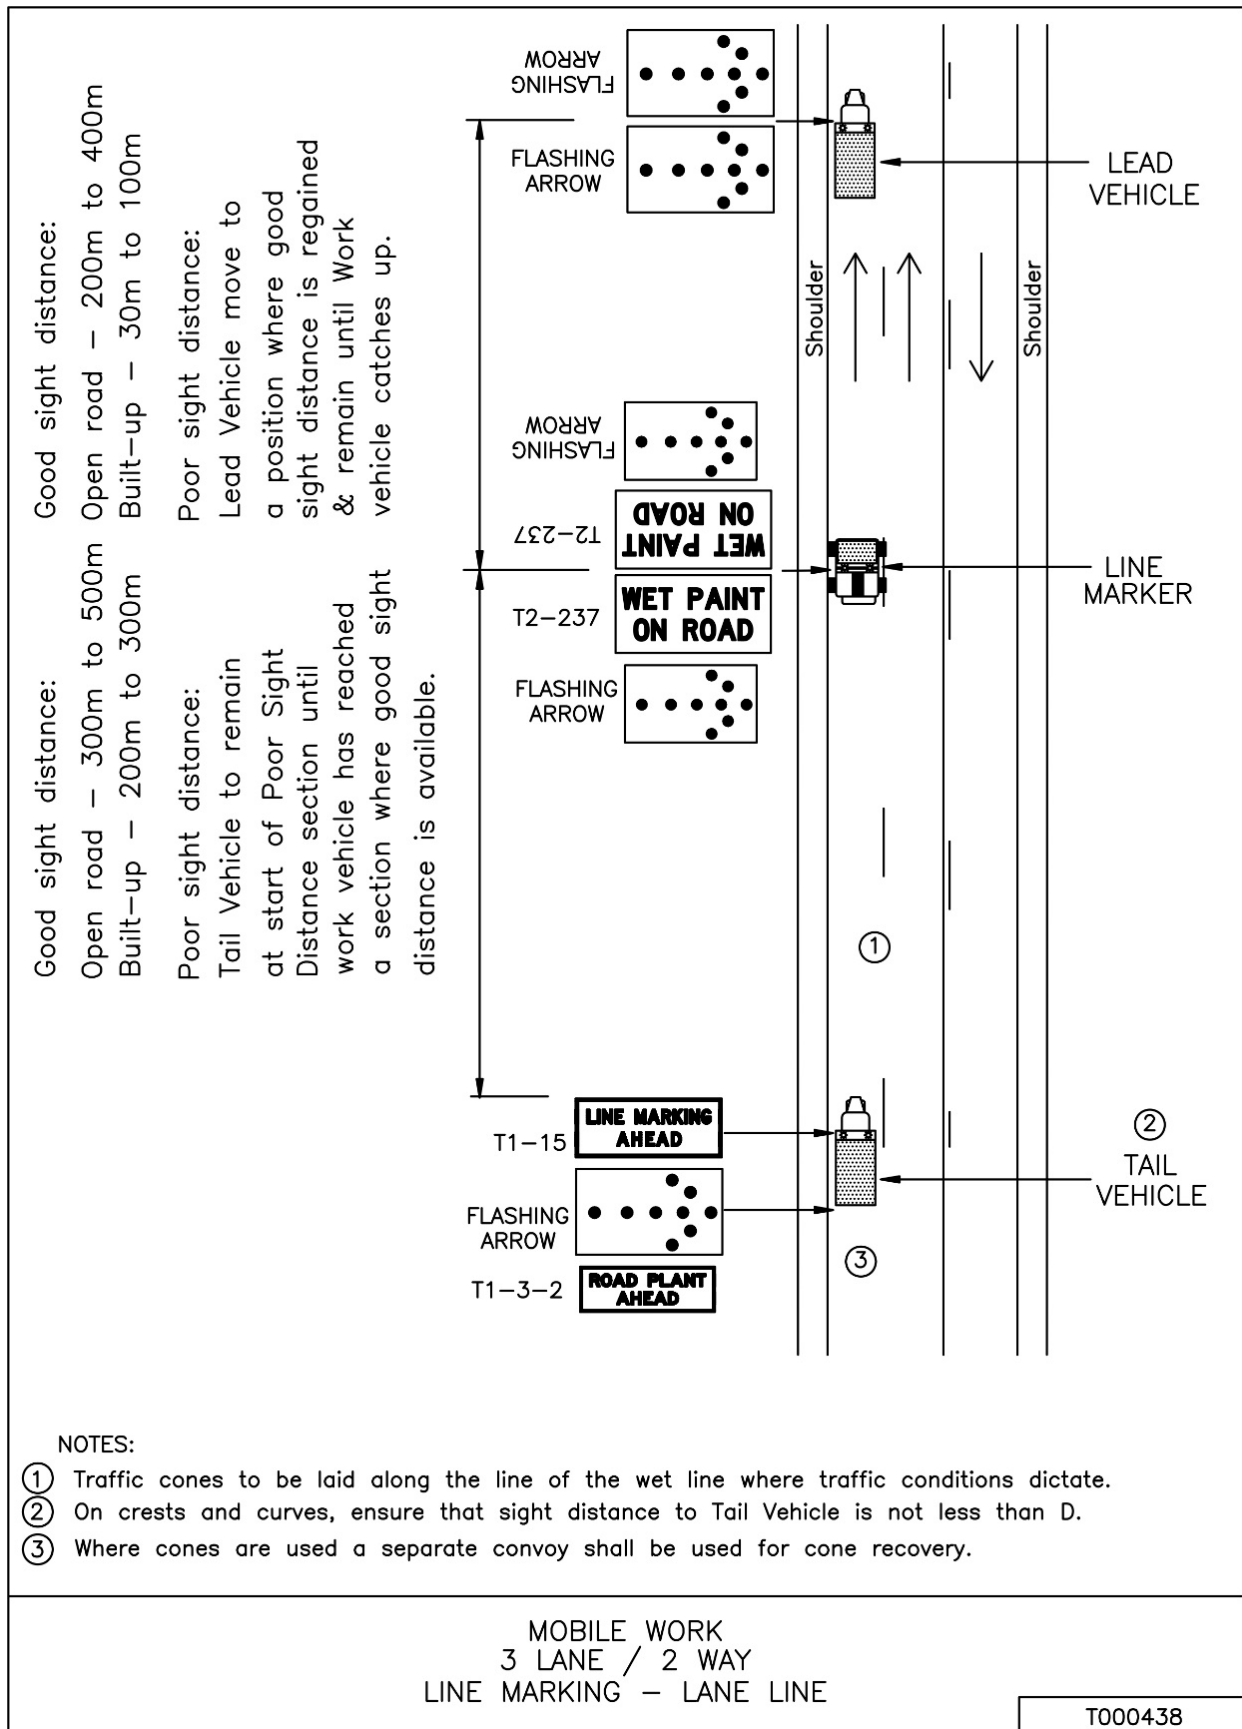 Good sight distance:
Open road – 200m to 400m
Built–up – 30m to 100m
Poor sight distance:
Lead Vehicle move to
a position where good
sight distance is regained
& remain until Work
vehicle catches up.
Good sight distance:
Open road – 300m to 500m
Built–up – 200m to 300m
Poor sight distance:
Tail Vehicle to remain
at start of Poor Sight
Distance section until
work vehicle has reached
a section where good sight
distance is available.
FLASHING
ARROW
FLASHING
ARROW
LEAD
VEHICLE
Shoulder
Shoulder
FLASHING
ARROW
T2–237
WET PAINT
ON ROAD
T2–237
WET PAINT
ON ROAD
LINE
MARKER
FLASHING
ARROW
1
T1–15
LINE MARKING
AHEAD
2
TAIL
VEHICLE
FLASHING
ARROW
3
T1–3–2
ROAD PLANT
AHEAD
NOTES:
1 Traffic cones to be laid along the line of the wet line where traffic conditions dictate.
2 On crests and curves, ensure that sight distance to Tail Vehicle is not less than D.
3 Where cones are used a separate convoy shall be used for cone recovery.
MOBILE WORK
3 LANE / 2 WAY
LINE MARKING – LANE LINE
T000438